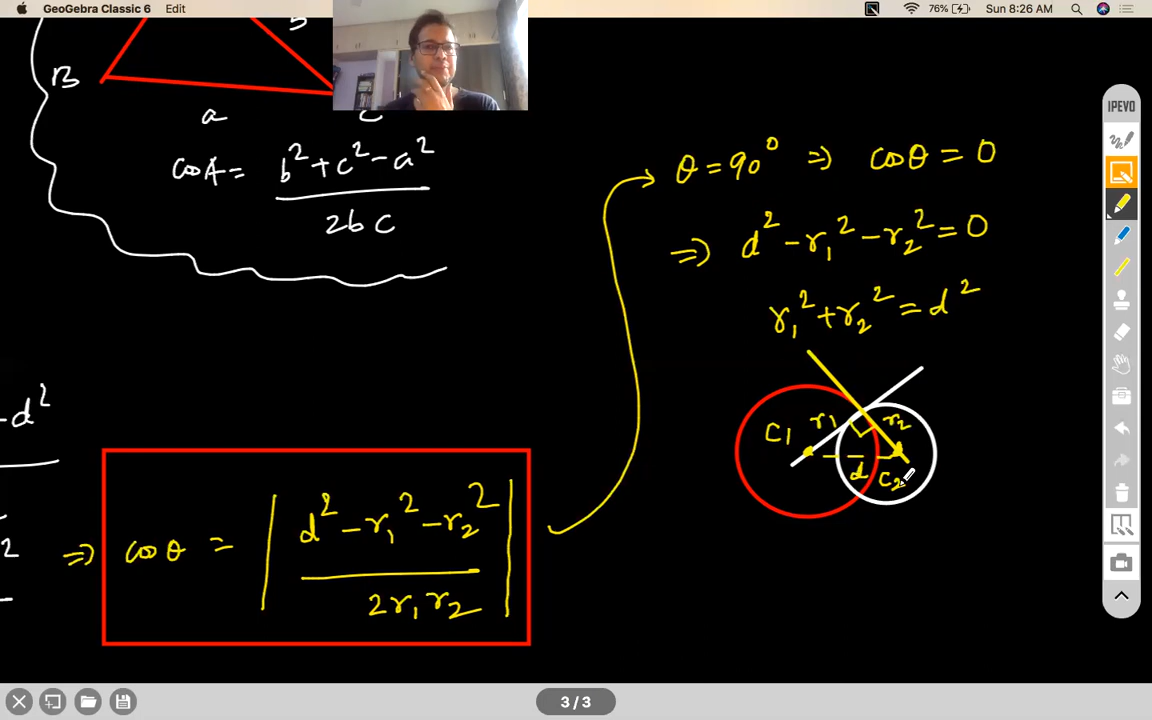 GeoGebra Classic 6 Edit 76% Sun 8:26 AM
B
a
cosA = b² + c² - a² / 2bc
-d²
2
⇒ cosθ = | d² - r₁² - r₂² / 2r₁r₂ |
θ = 90° ⇒ cosθ = 0
⇒ d² - r₁² - r₂² = 0
r₁² + r₂² = d²
C₁ r₁ r₂
d C₂
IPEVO
3 / 3